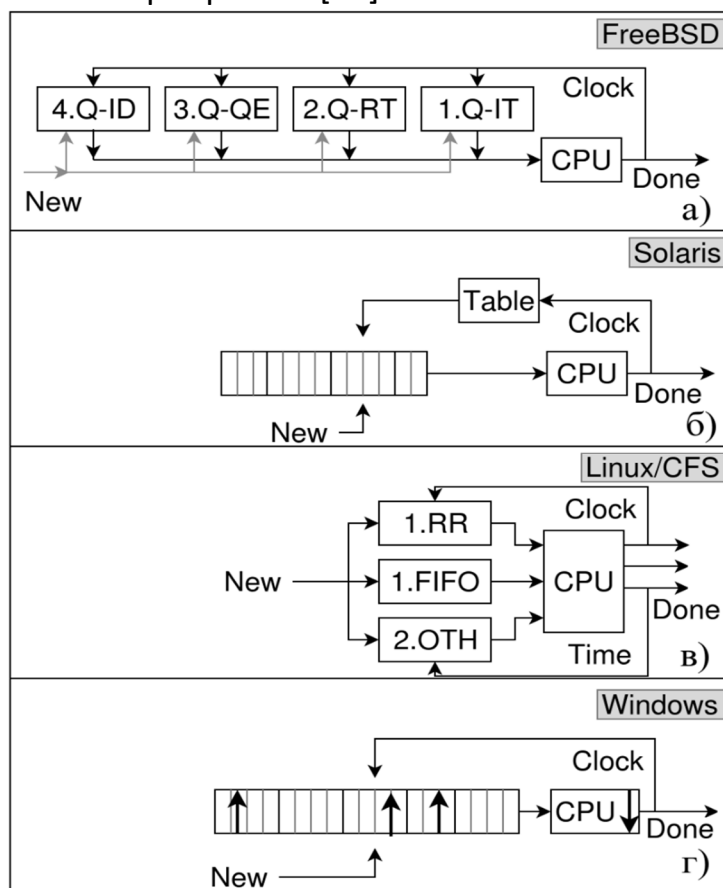 FreeBSD
Clock
4.Q-ID 3.Q-QE 2.Q-RT 1.Q-IT
CPU
New
Done
а)
Solaris
Table
Clock
CPU
Done
New
б)
Linux/CFS
1.RR
Clock
New
1.FIFO
CPU
Done
2.OTH
Time
в)
Windows
Clock
CPU
Done
New
г)